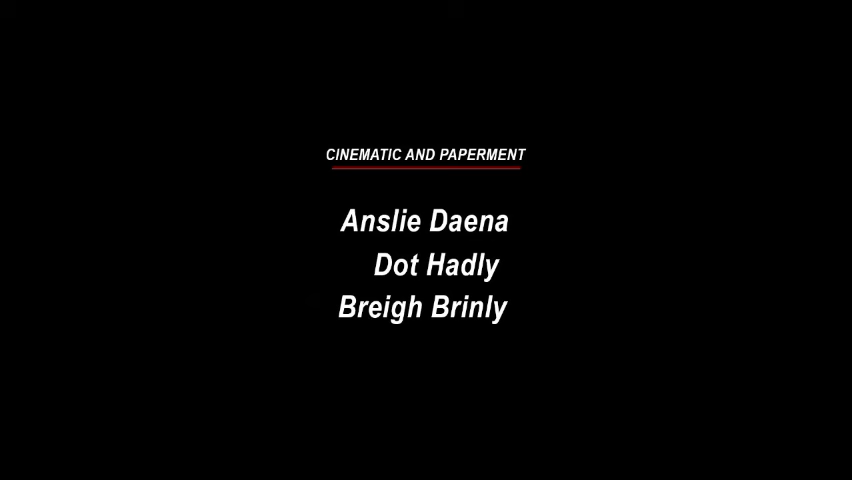 CINEMATIC AND PAPERMENT
Anslie Daena
Dot Hadly
Breigh Brinly